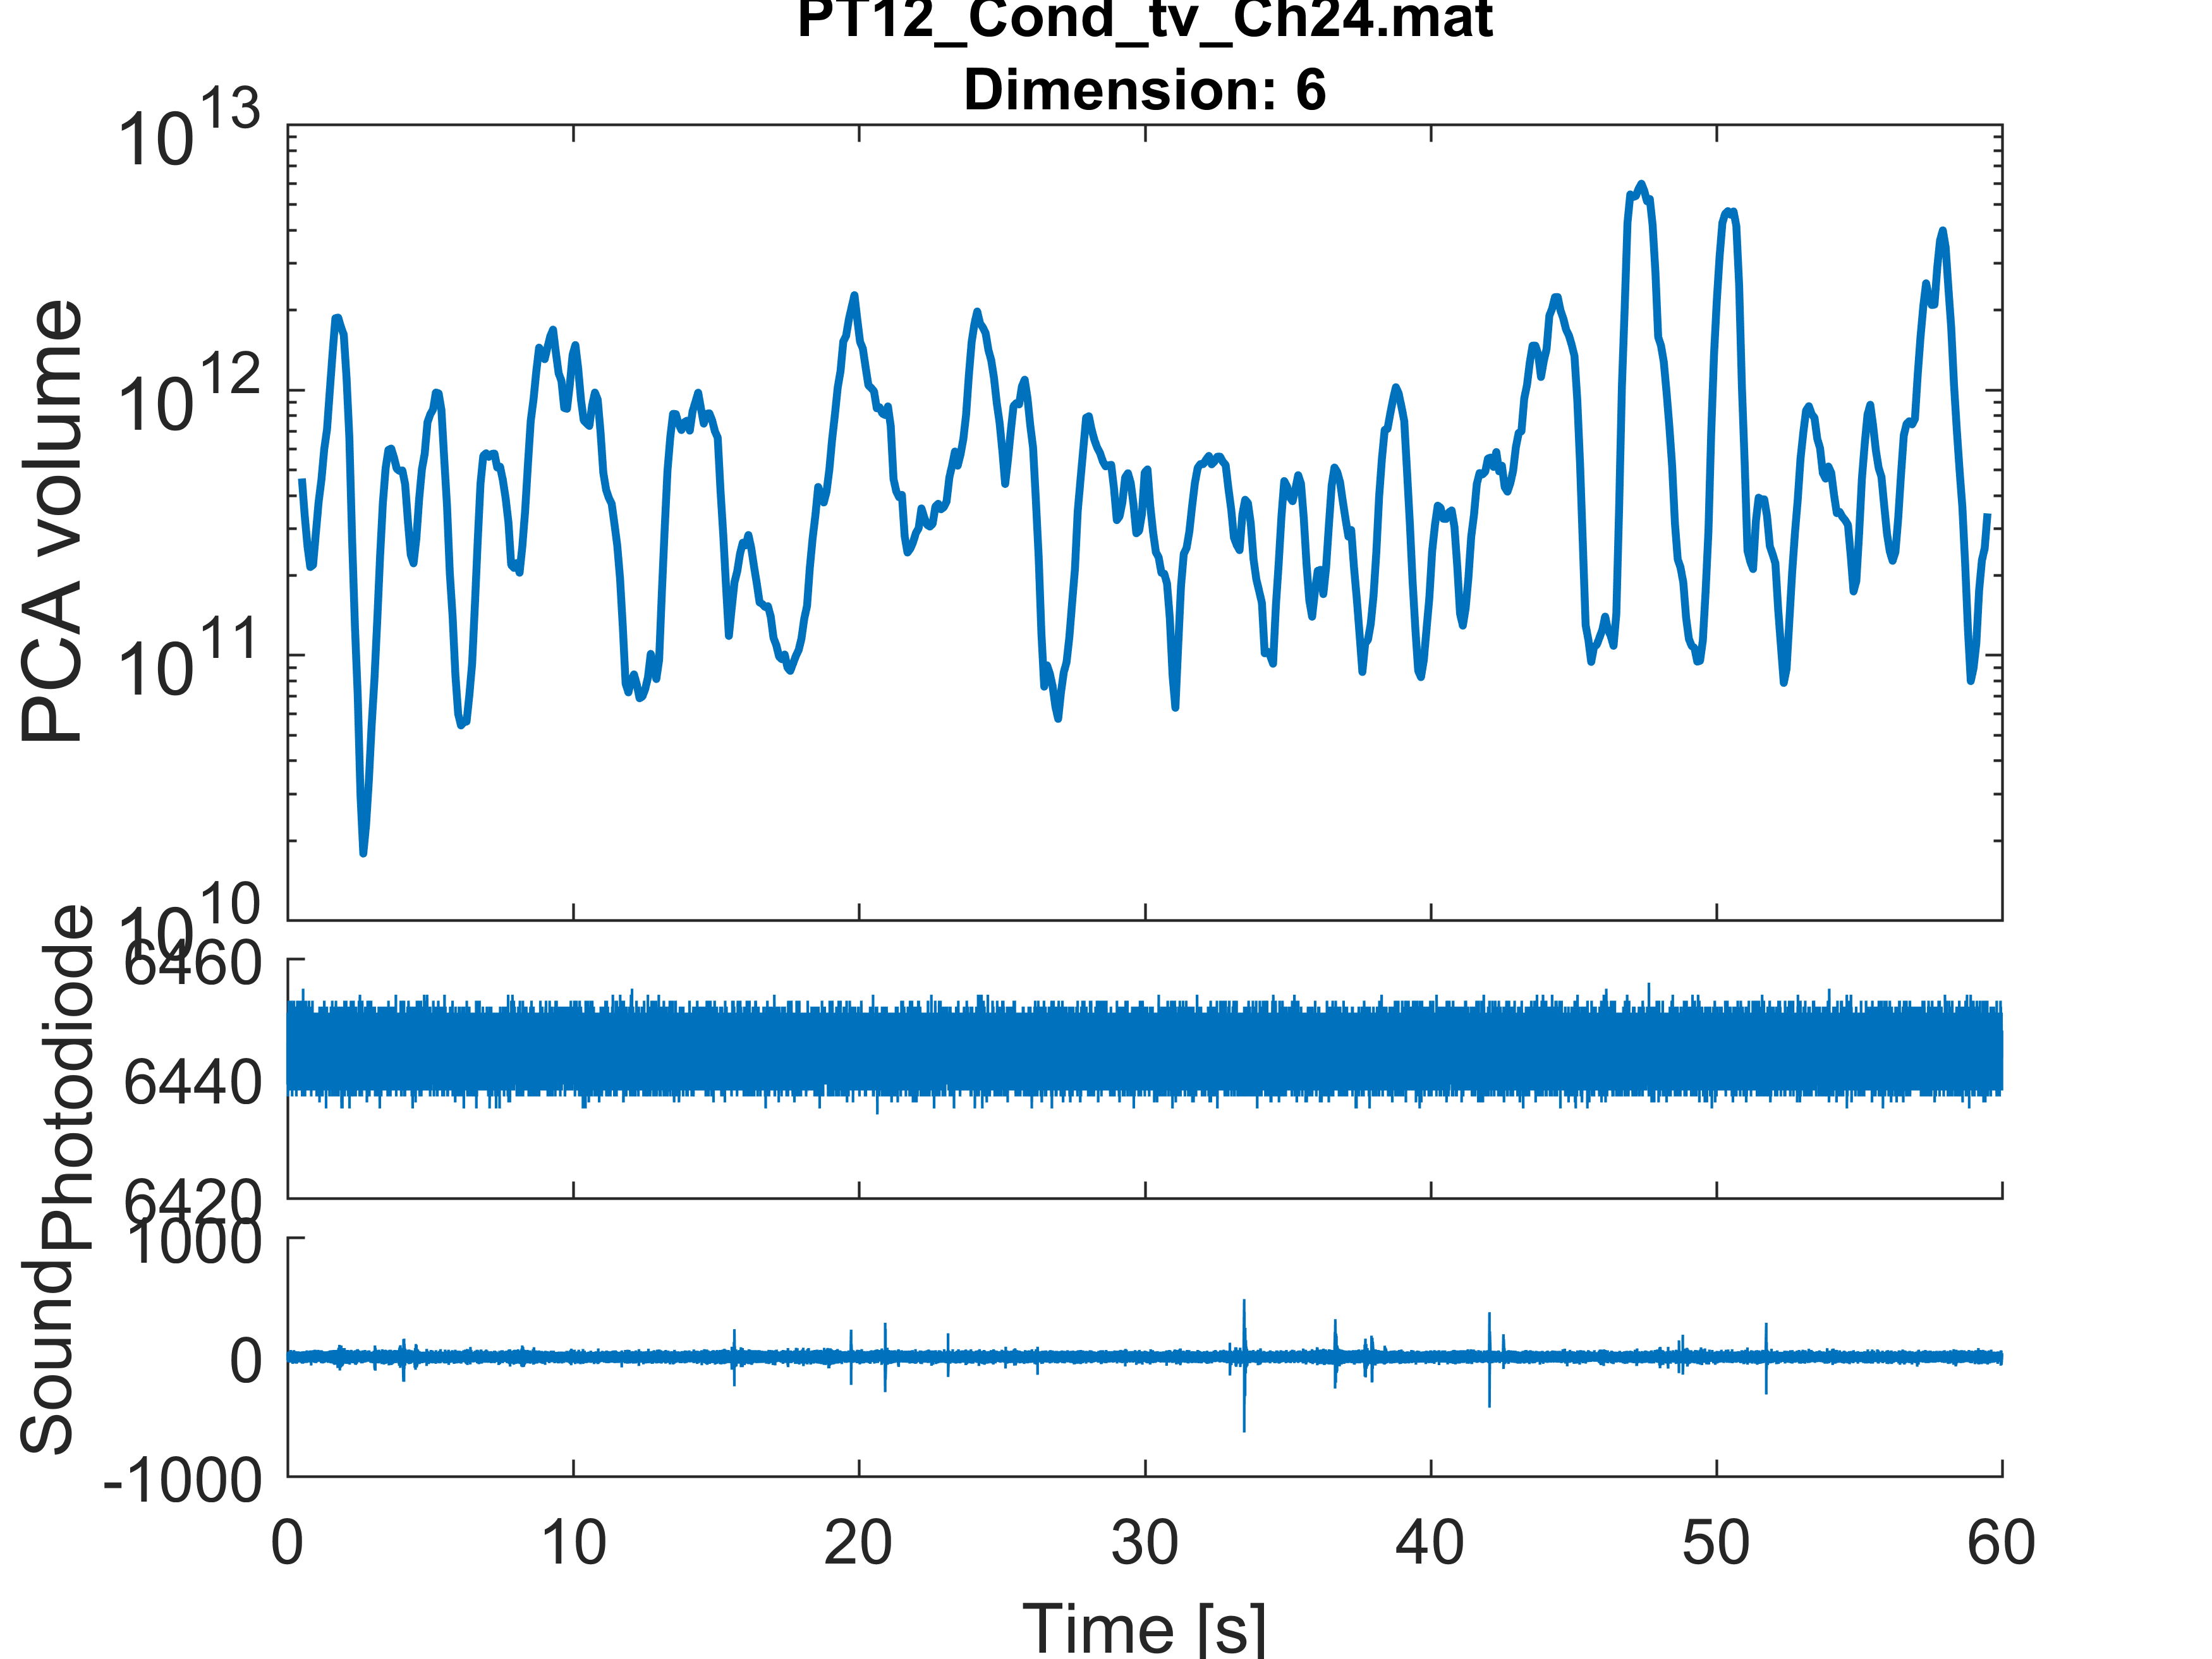 PT12_Cond_tv_Ch24.mat
Dimension: 6
10^13
10^12
10^11
10^10
PCA volume
6460
6440
6420
Photodiode
1000
0
-1000
Sound
0 10 20 30 40 50 60
Time [s]